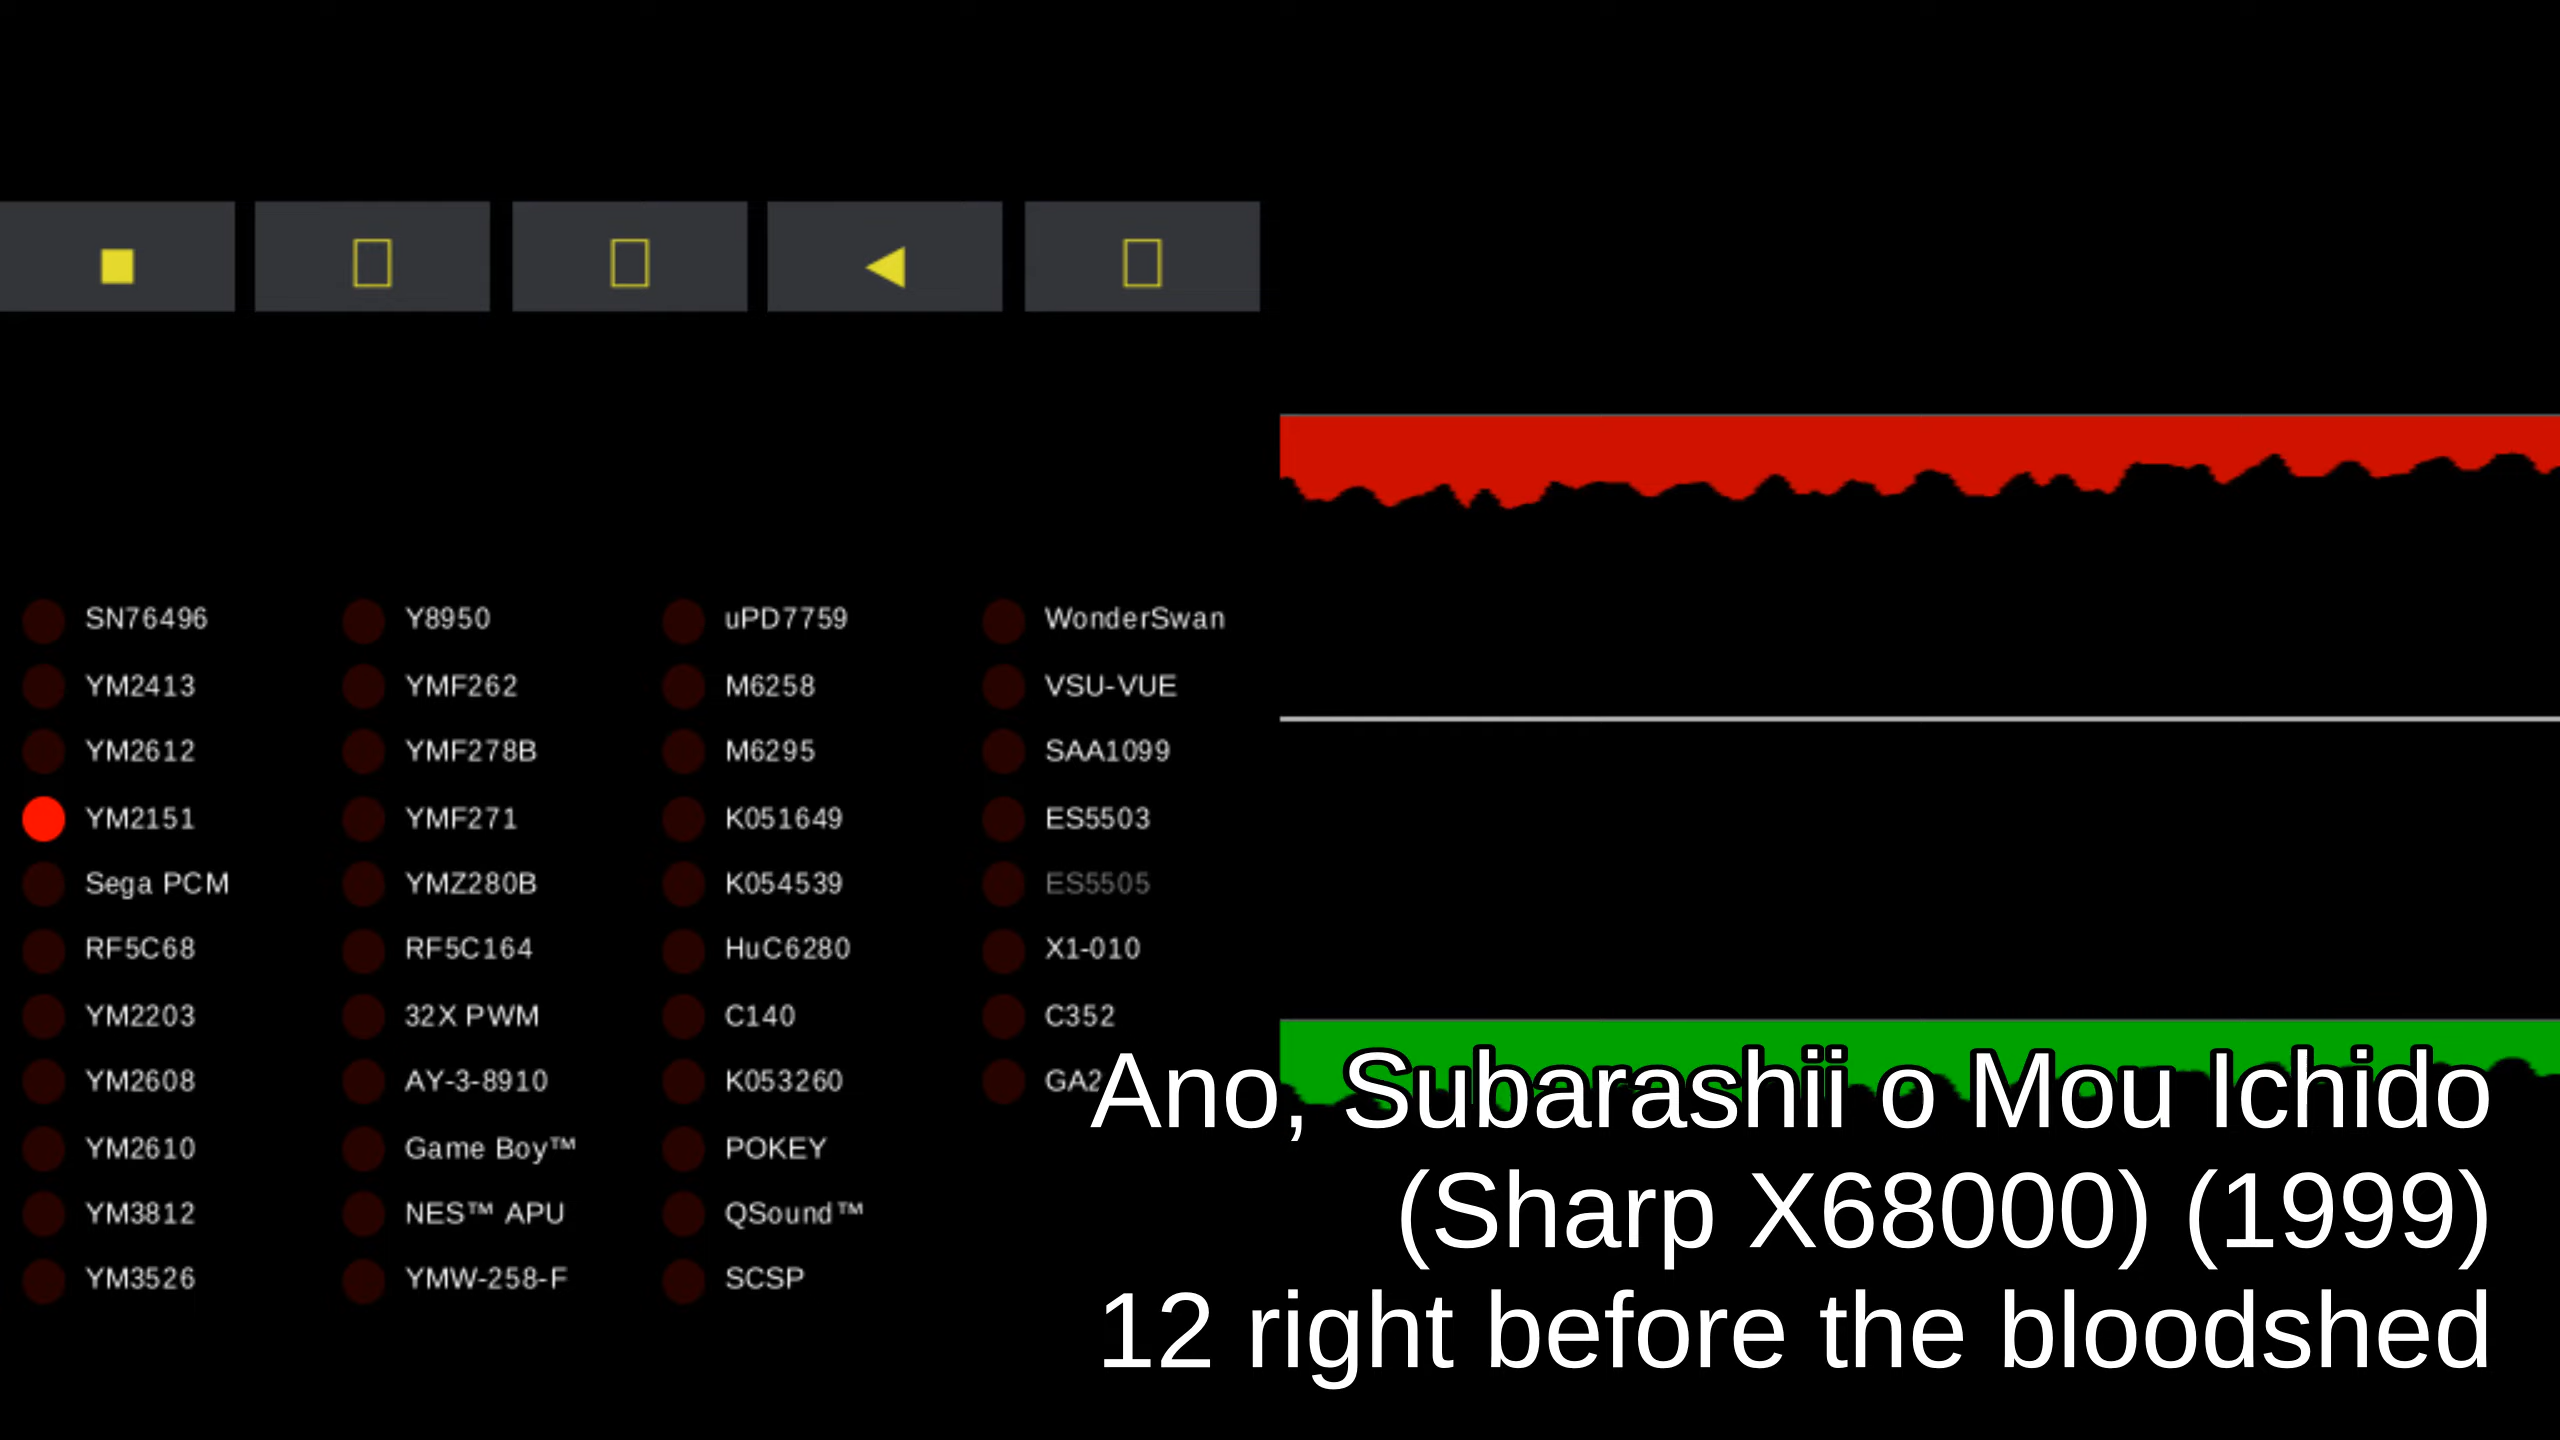 SN76496
YM2413
YM2612
YM2151
Sega PCM
RF5C68
YM2203
YM2608
YM2610
YM3812
YM3526
Y8950
YMF262
YMF278B
YMF271
YMZ280B
RF5C164
32X PWM
AY-3-8910
Game Boy™
NES™ APU
YMW-258-F
uPD7759
M6258
M6295
K051649
K054539
HuC6280
C140
K053260
POKEY
QSound™
SCSP
WonderSwan
VSU-VUE
SAA1099
ES5503
ES5505
X1-010
C352
GA2
Ano, Subarashii o Mou Ichido
(Sharp X68000) (1999)
12 right before the bloodshed